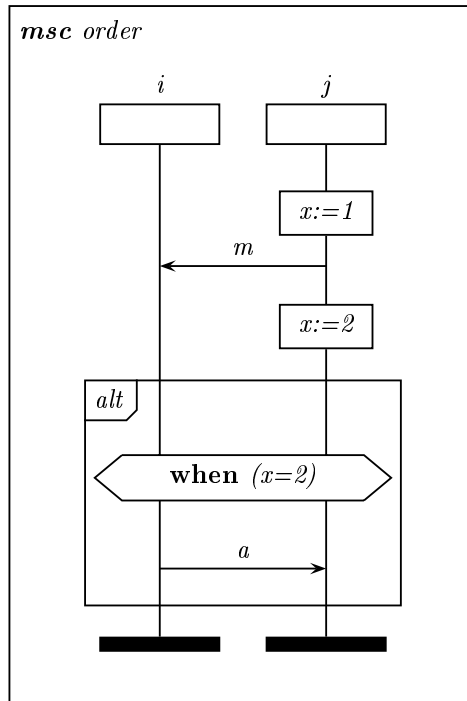 msc order
i
j
x:=1
m
x:=2
alt
when (x=2)
a